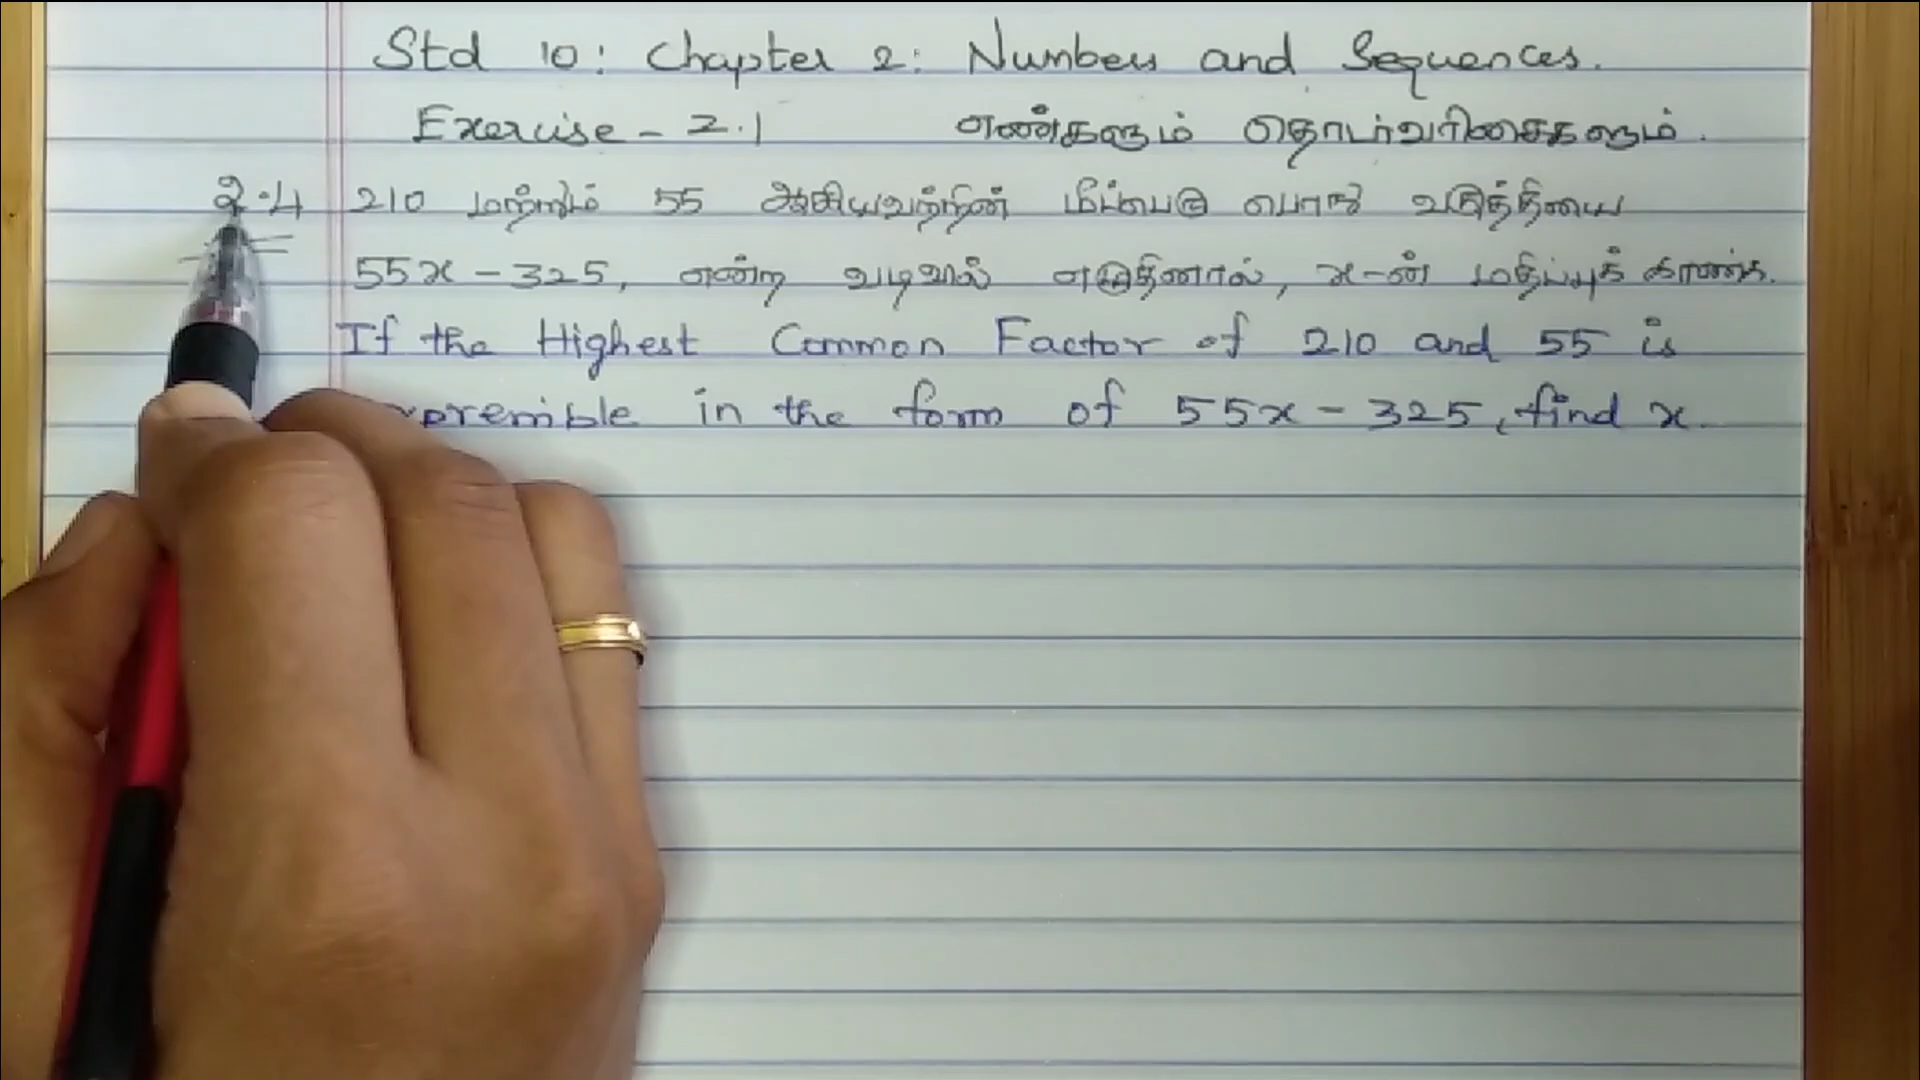 Std 10: Chapter 2: Numbers and Sequences.
Exercise - 2.1 எண்களும் தொடர்வரிசைகளும்.
2.4 210 மற்றும் 55 ஆகியவற்றின் மீப்பெரு பொது வகுத்தியை
55x - 325, என்ற வடிவில் எழுதினால், x-ன் மதிப்புக் காண்க.
If the Highest Common Factor of 210 and 55 is
in the form of 55x - 325, find x.